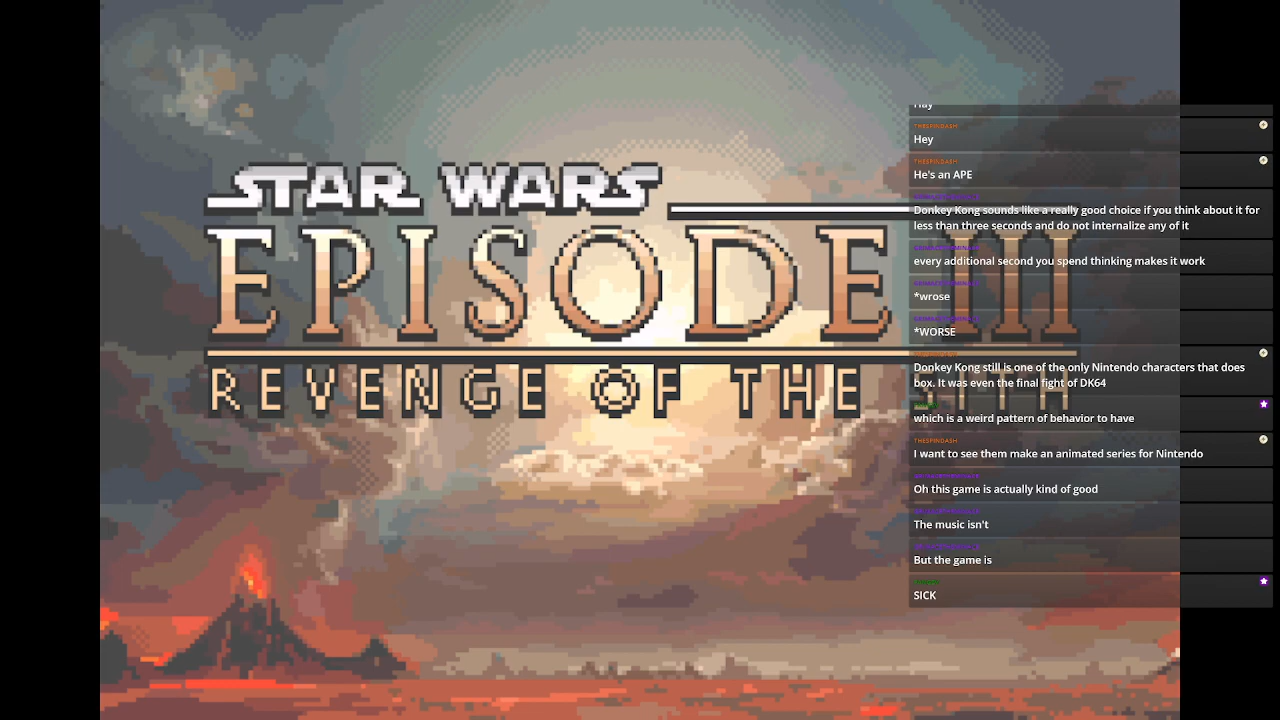 STAR WARS
EPISODE III
REVENGE OF THE
Hay
THESPINDASH
Hey
THESPINDASH
He's an APE
Donkey Kong sounds like a really good choice if you think about it for
less than three seconds and do not internalize any of it
every additional second you spend thinking makes it work
*wrose
*WORSE
THESPINDASH
Donkey Kong still is one of the only Nintendo characters that does
box. It was even the final fight of DK64
which is a weird pattern of behavior to have
THESPINDASH
I want to see them make an animated series for Nintendo
Oh this game is actually kind of good
The music isn't
But the game is
SICK